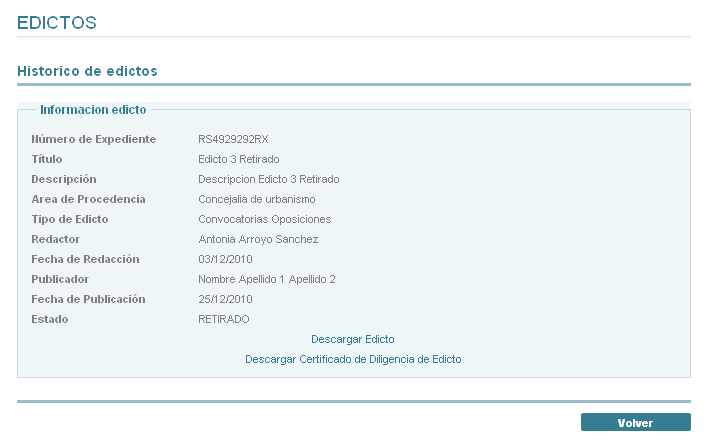 EDICTOS
Historico de edictos
Informacion edicto
Número de Expediente RS4929292RX
Título Edicto 3 Retirado
Descripción Descripcion Edicto 3 Retirado
Area de Procedencia Concejalia de urbanismo
Tipo de Edicto Convocatorias Oposiciones
Redactor Antonia Arroyo Sanchez
Fecha de Redacción 03/12/2010
Publicador Nombre Apellido 1 Apellido 2
Fecha de Publicación 25/12/2010
Estado RETIRADO
Descargar Edicto
Descargar Certificado de Diligencia de Edicto
Volver